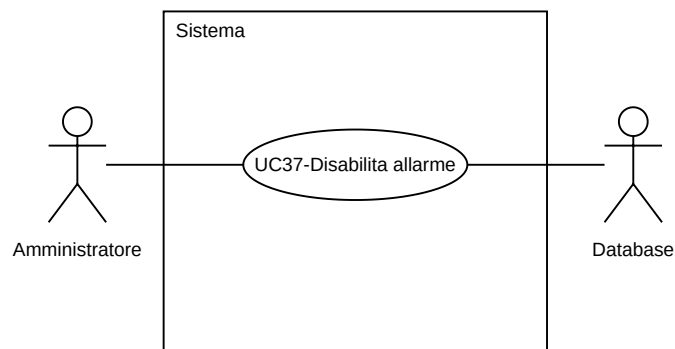 Sistema
UC37-Disabilita allarme
Amministratore
Database